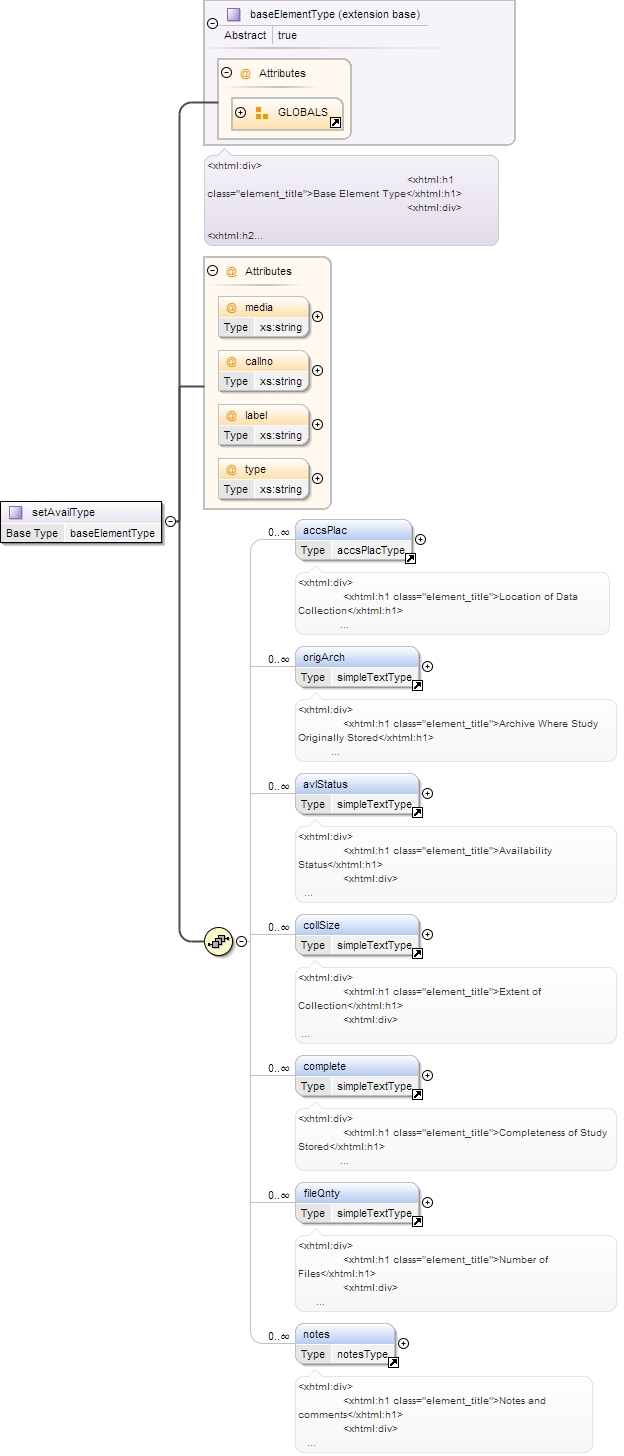 baseElementType (extension base)
Abstract true
@ Attributes
GLOBALS
<xhtml:div>
<xhtml:h1
class="element_title">Base Element Type</xhtml:h1>
<xhtml:div>
<xhtml:h2...
@ Attributes
@ media
Type xs:string
@ callno
Type xs:string
@ label
Type xs:string
@ type
Type xs:string
setAvailType
Base Type baseElementType
0..∞ accsPlac
Type accsPlacType
<xhtml:div>
<xhtml:h1 class="element_title">Location of Data
Collection</xhtml:h1>
...
0..∞ origArch
Type simpleTextType
<xhtml:div>
<xhtml:h1 class="element_title">Archive Where Study
Originally Stored</xhtml:h1>
...
0..∞ avlStatus
Type simpleTextType
<xhtml:div>
<xhtml:h1 class="element_title">Availability
Status</xhtml:h1>
<xhtml:div>
...
0..∞ collSize
Type simpleTextType
<xhtml:div>
<xhtml:h1 class="element_title">Extent of
Collection</xhtml:h1>
<xhtml:div>
...
0..∞ complete
Type simpleTextType
<xhtml:div>
<xhtml:h1 class="element_title">Completeness of Study
Stored</xhtml:h1>
...
0..∞ fileQnty
Type simpleTextType
<xhtml:div>
<xhtml:h1 class="element_title">Number of
Files</xhtml:h1>
<xhtml:div>
...
0..∞ notes
Type notesType
<xhtml:div>
<xhtml:h1 class="element_title">Notes and
comments</xhtml:h1>
<xhtml:div>
...